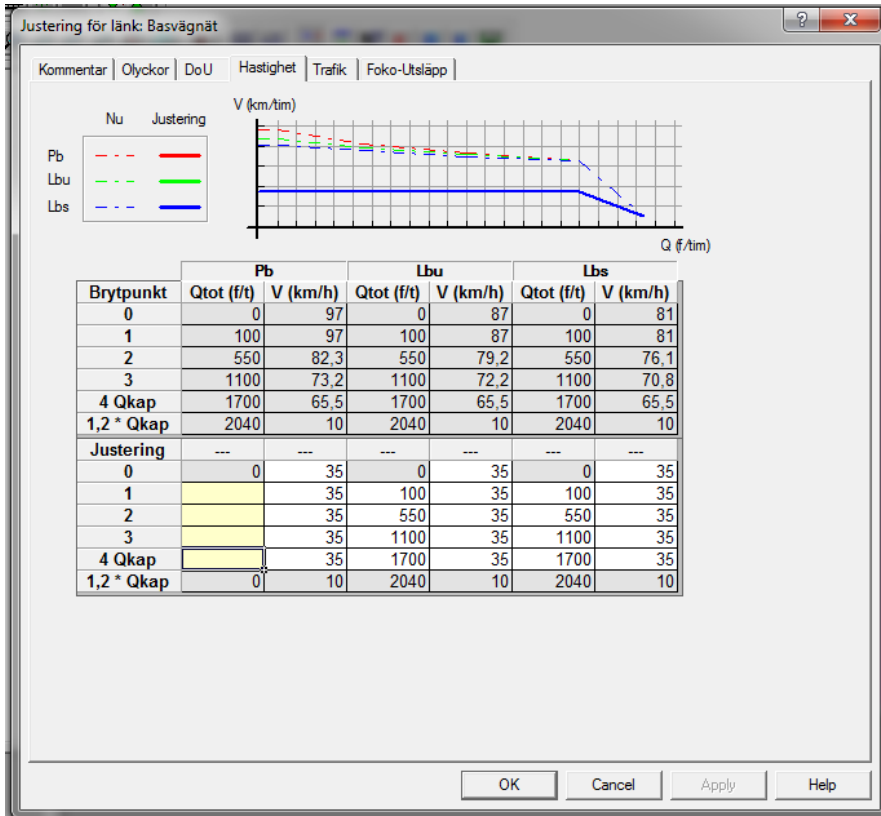 Justering för länk: Basvägnät
Kommentar Olyckor DoU Hastighet Trafik Foko-Utsläpp
V (km/tim)
Nu Justering
Pb
Lbu
Lbs
Q (f/tim)
Pb Lbu Lbs
Brytpunkt Qtot (f/t) V (km/h) Qtot (f/t) V (km/h) Qtot (f/t) V (km/h)
0 0 97 0 87 0 81
1 100 97 100 87 100 81
2 550 82,3 550 79,2 550 76,1
3 1100 73,2 1100 72,2 1100 70,8
4 Qkap 1700 65,5 1700 65,5 1700 65,5
1,2 * Qkap 2040 10 2040 10 2040 10
Justering --- --- --- --- --- ---
0 0 35 0 35 0 35
1 35 100 35 100 35
2 35 550 35 550 35
3 35 1100 35 1100 35
4 Qkap 35 1700 35 1700 35
1,2 * Qkap 0 10 2040 10 2040 10
OK Cancel Apply Help